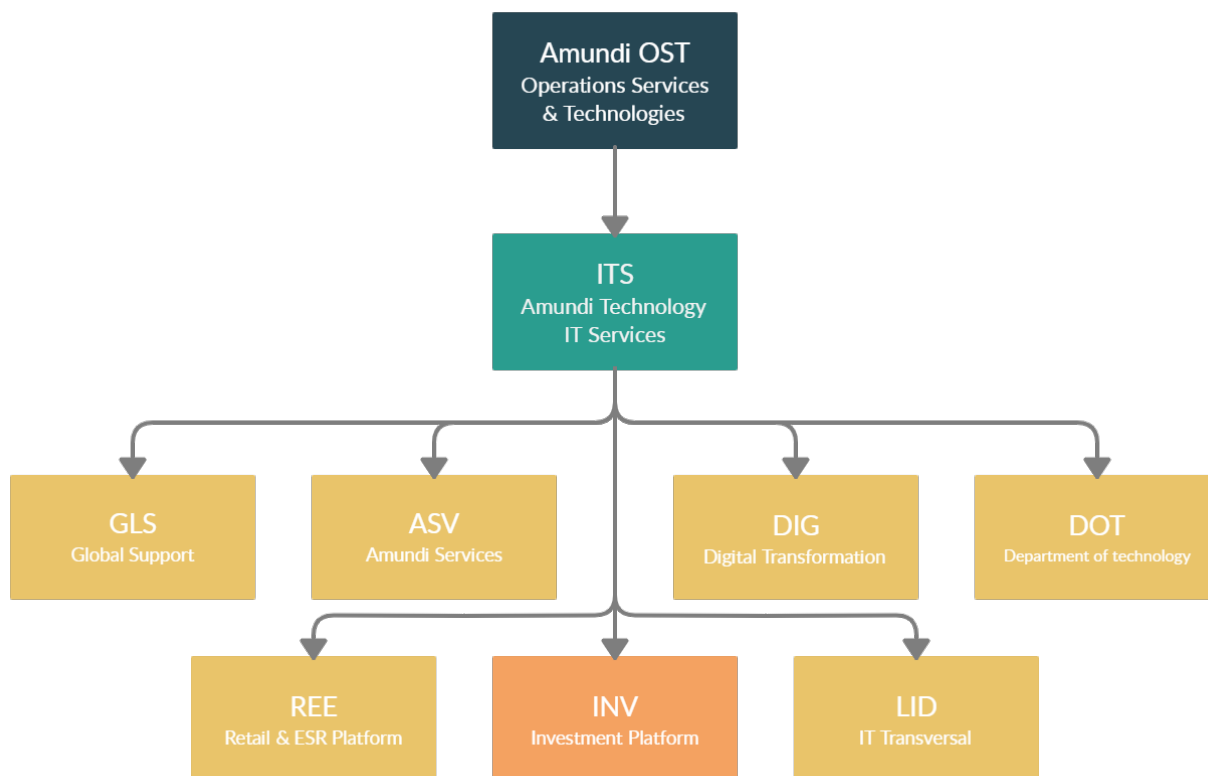 Amundi OST
Operations Services
& Technologies
ITS
Amundi Technology
IT Services
GLS
Global Support
ASV
Amundi Services
DIG
Digital Transformation
DOT
Department of technology
REE
Retail & ESR Platform
INV
Investment Platform
LID
IT Transversal